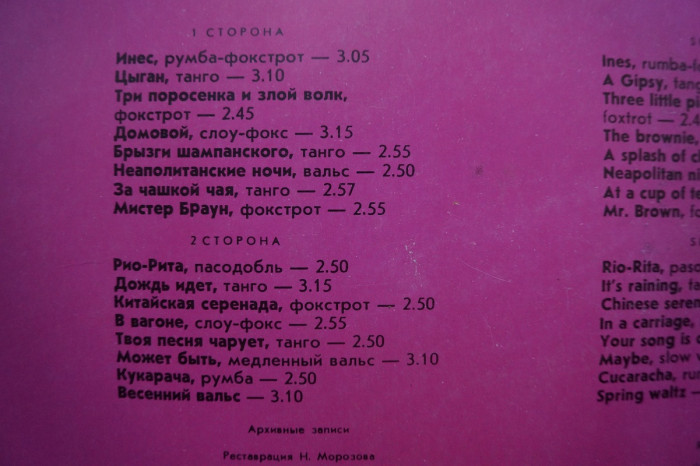 1 СТОРОНА
Инес, румба-фокстрот — 3.05
Цыган, танго — 3.10
Три поросенка и злой волк,
фокстрот — 2.45
Домовой, слоу-фокс — 3.15
Брызги шампанского, танго — 2.55
Неаполитанские ночи, вальс — 2.50
За чашкой чая, танго — 2.57
Мистер Браун, фокстрот — 2.55
2 СТОРОНА
Рио-Рита, пасодобль — 2.50
Дождь идет, танго — 3.15
Китайская серенада, фокстрот — 2.50
В вагоне, слоу-фокс — 2.55
Твоя песня чарует, танго — 2.50
Может быть, медленный вальс — 3.10
Кукарача, румба — 2.50
Весенний вальс — 3.10
Архивные записи
Реставрация Н. Морозова
Ines,
A Gipsy,
Three little
foxtrot —
The brownie,
A splash of
Neapolitan
At a cup of
Mr. Brown,
Rio-Rita,
It's raining,
Chinese
In a carriage,
Your song is
Maybe, slow
Cucaracha,
Spring waltz —